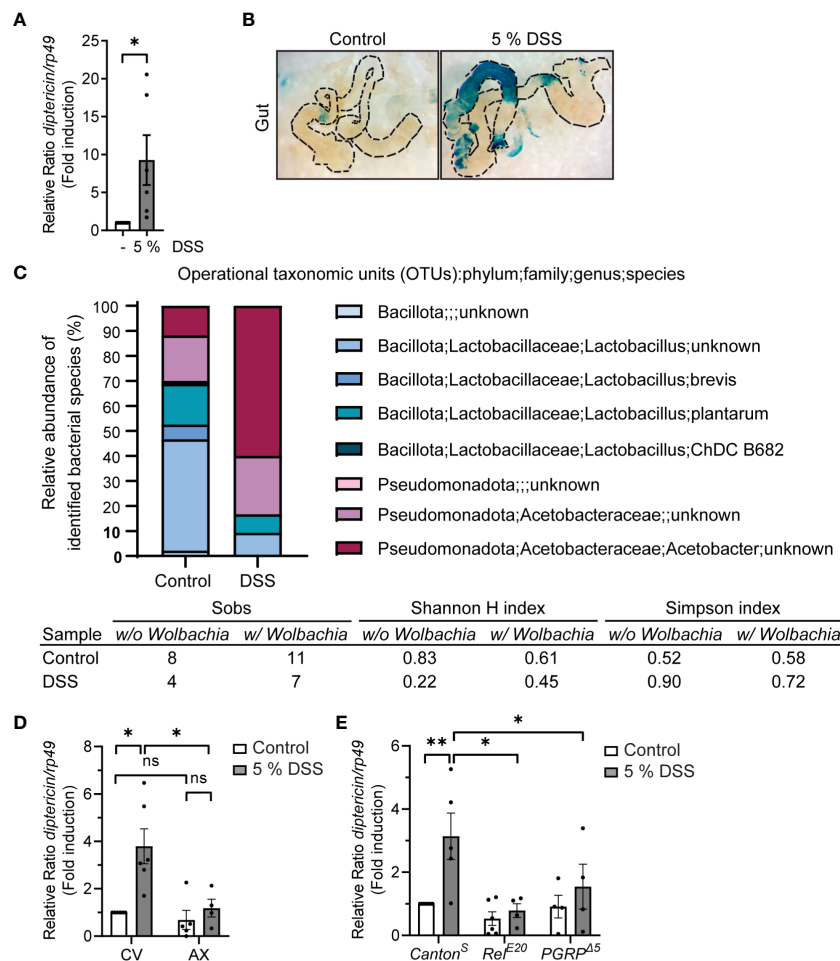 A
Relative Ratio diptericin/rp49
(Fold induction)
25
20
15
10
5
0
*
- 5 % DSS
B
Control
5 % DSS
Gut
C
Operational taxonomic units (OTUs):phylum;family;genus;species
Relative abundance of
identified bacterial species (%)
100
90
80
70
60
50
40
30
20
10
0
Control
DSS
Bacillota;;;unknown
Bacillota;Lactobacillaceae;Lactobacillus;unknown
Bacillota;Lactobacillaceae;Lactobacillus;brevis
Bacillota;Lactobacillaceae;Lactobacillus;plantarum
Bacillota;Lactobacillaceae;Lactobacillus;ChDC B682
Pseudomonadota;;;unknown
Pseudomonadota;Acetobacteraceae;;unknown
Pseudomonadota;Acetobacteraceae;Acetobacter;unknown
Sobs Shannon H index Simpson index
Sample w/o Wolbachia w/ Wolbachia w/o Wolbachia w/ Wolbachia w/o Wolbachia w/ Wolbachia
Control 8 11 0.83 0.61 0.52 0.58
DSS 4 7 0.22 0.45 0.90 0.72
D
Relative Ratio diptericin/rp49
(Fold induction)
8
6
4
2
0
* *
ns
ns
Control
5 % DSS
CV AX
E
Relative Ratio diptericin/rp49
(Fold induction)
6
4
2
0
*
** *
Control
5 % DSS
Canton^S Rel^E20 PGRP^Δ5